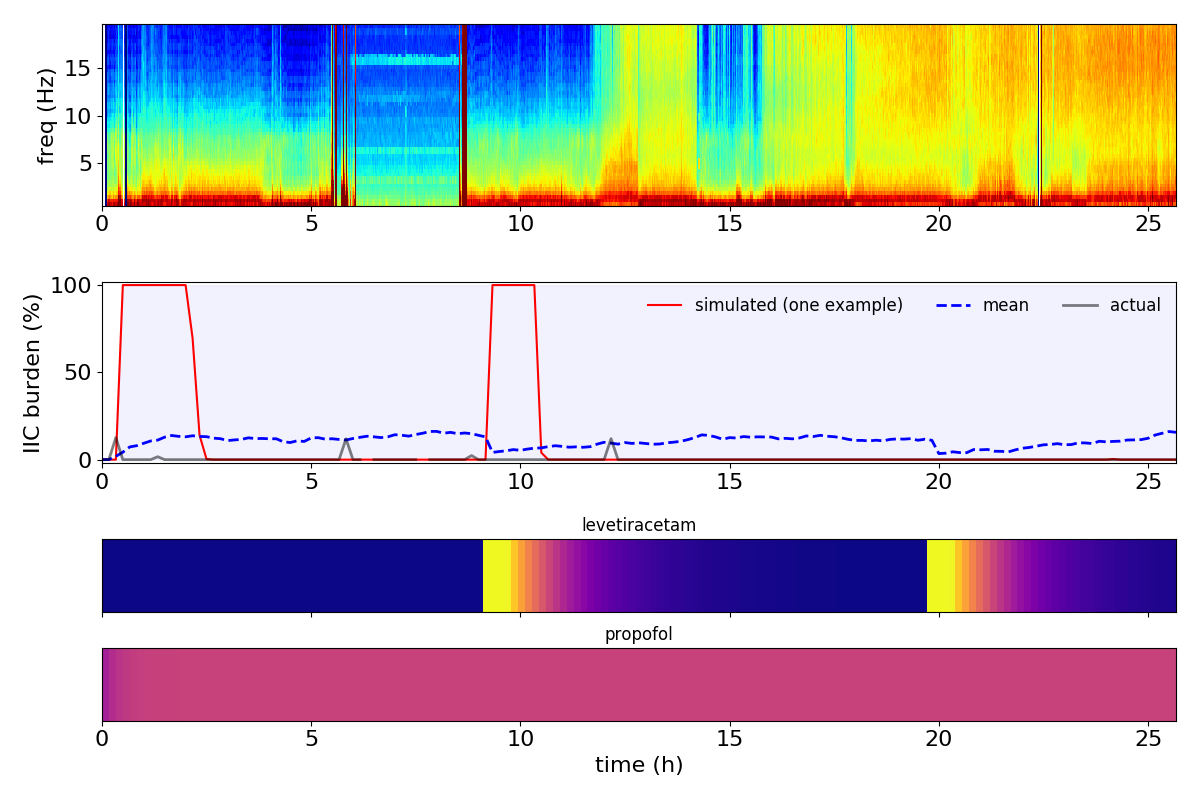 freq (Hz)
15
10
5
0 5 10 15 20 25
IIC burden (%)
100
50
0
simulated (one example) mean actual
0 5 10 15 20 25
levetiracetam
propofol
0 5 10 15 20 25
time (h)